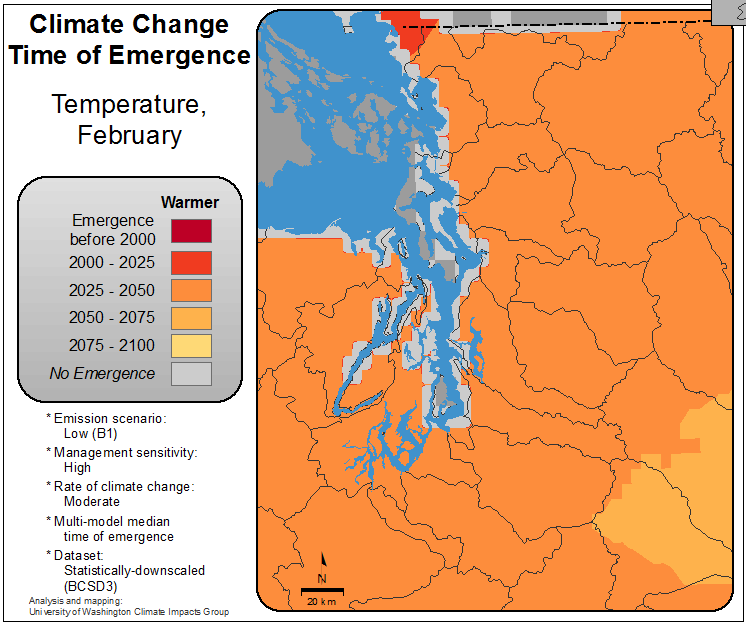 Climate Change
Time of Emergence
Temperature,
February
Warmer
Emergence
before 2000
2000 - 2025
2025 - 2050
2050 - 2075
2075 - 2100
No Emergence
* Emission scenario:
Low (B1)
* Management sensitivity:
High
* Rate of climate change:
Moderate
* Multi-model median
time of emergence
* Dataset:
Statistically-downscaled
(BCSD3)
Analysis and mapping:
University of Washington Climate Impacts Group
N
20 km